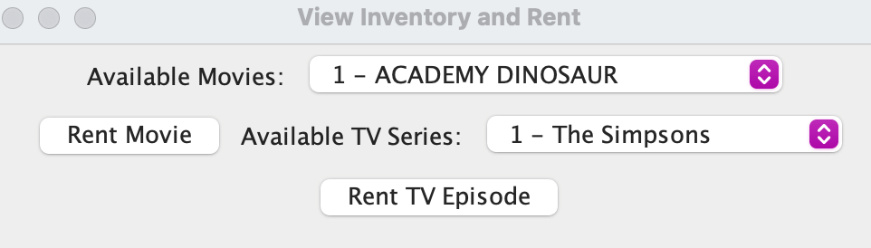 View Inventory and Rent
Available Movies: 1 – ACADEMY DINOSAUR
Rent Movie Available TV Series: 1 – The Simpsons
Rent TV Episode